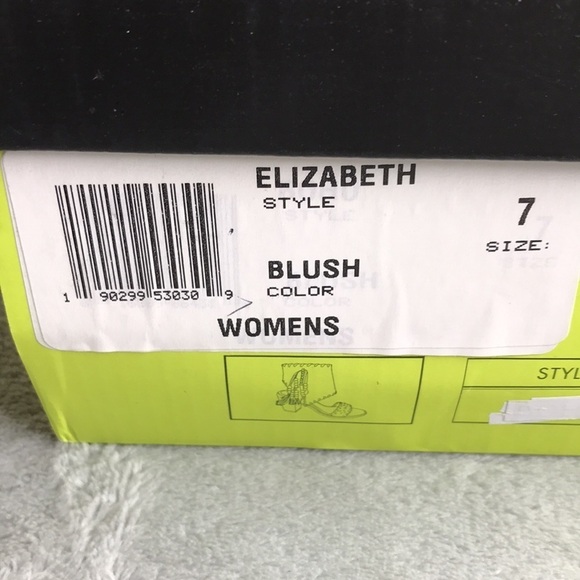 ELIZABETH
STYLE
7
SIZE:
BLUSH
COLOR
1 90299 53030 9
WOMENS
STYL